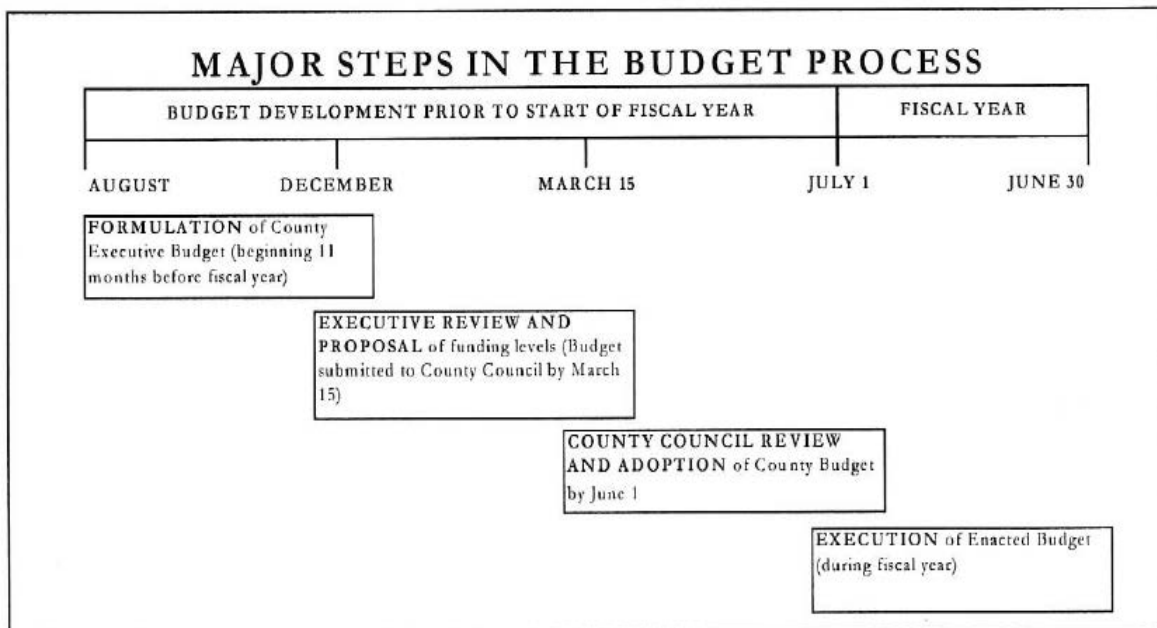 MAJOR STEPS IN THE BUDGET PROCESS
BUDGET DEVELOPMENT PRIOR TO START OF FISCAL YEAR
FISCAL YEAR
AUGUST
DECEMBER
MARCH 15
JULY 1
JUNE 30
FORMULATION of County
Executive Budget (beginning 11
months before fiscal year)
EXECUTIVE REVIEW AND
PROPOSAL of funding levels (Budget
submitted to County Council by March
15)
COUNTY COUNCIL REVIEW
AND ADOPTION of County Budget
by June 1
EXECUTION of Enacted Budget
(during fiscal year)